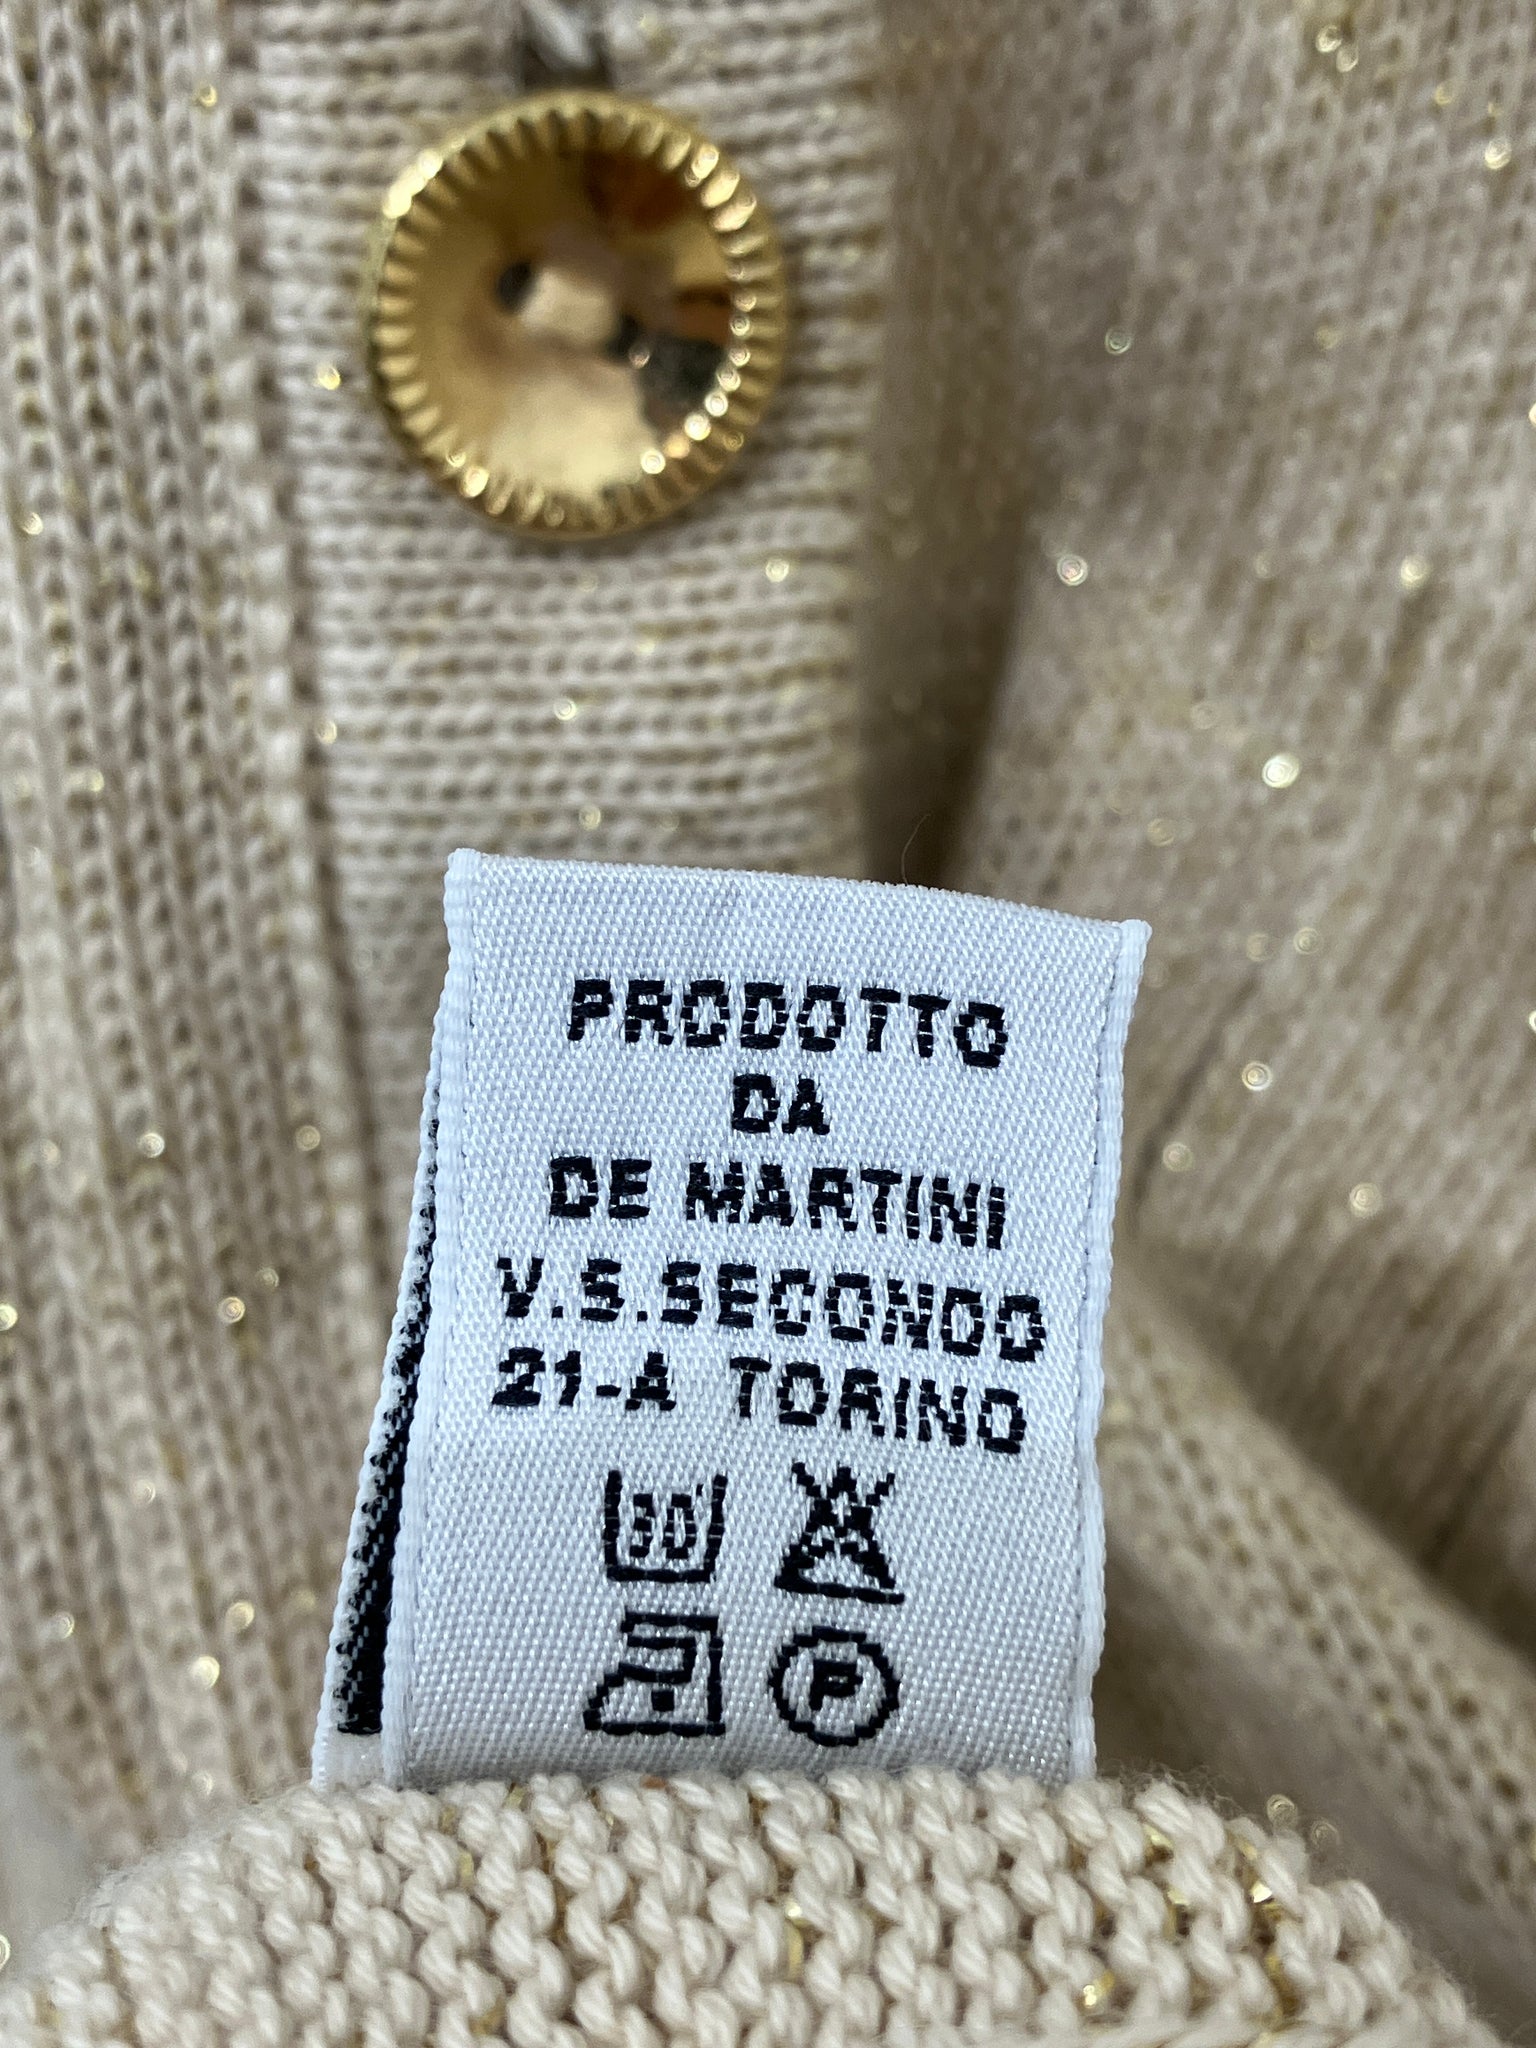 PRODOTTO
DA
DE MARTINI
V.S.SECONDO
21-A TORINO
30
P